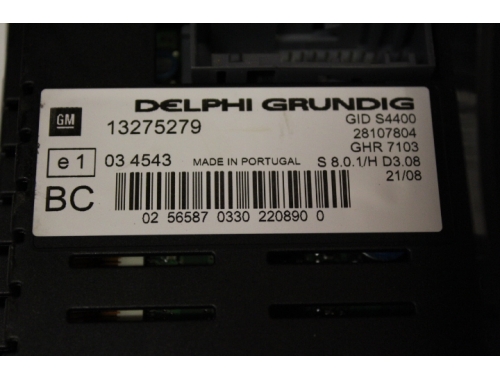 DELPHI GRUNDIG
GM
13275279
GID S4400
28107804
GHR 7103
e 1
03 4543
MADE IN PORTUGAL
S 8.0.1/H D3.08
21/08
BC
02 56587 0330 220890 0